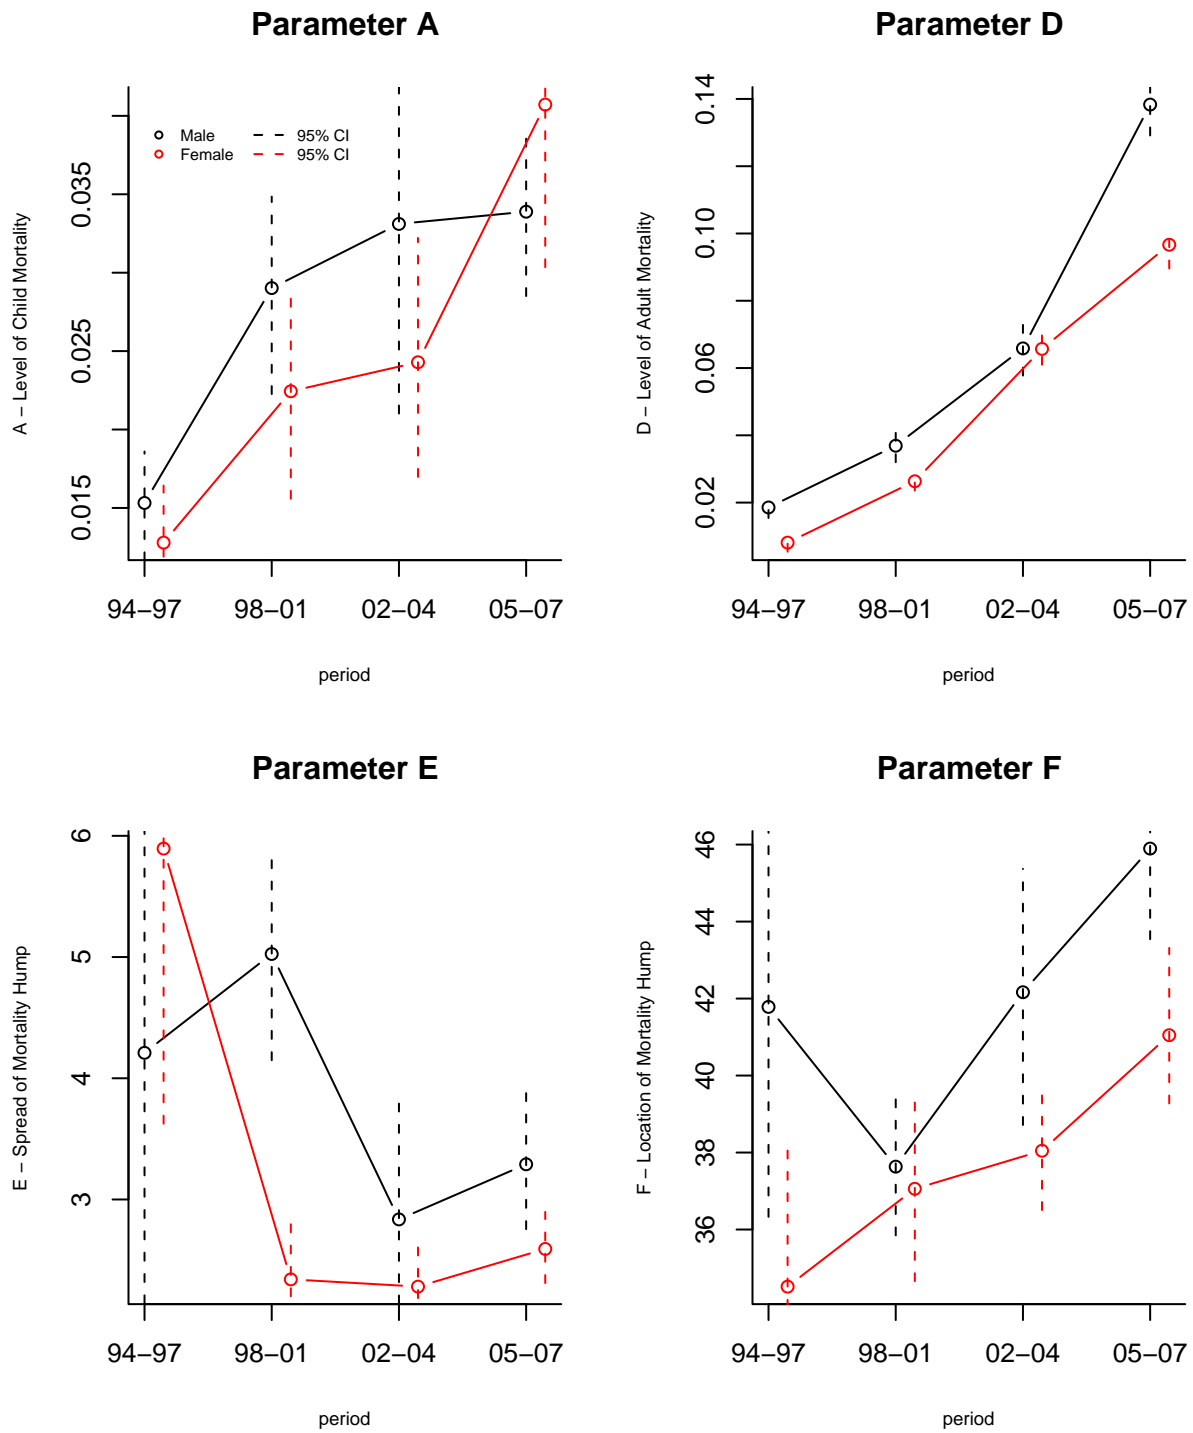 Parameter A
A – Level of Child Mortality
0.015 0.025 0.035
Male 95% CI
Female 95% CI
94–97 98–01 02–04 05–07
period
Parameter D
D – Level of Adult Mortality
0.02 0.06 0.10 0.14
94–97 98–01 02–04 05–07
period
Parameter E
E – Spread of Mortality Hump
3 4 5 6
94–97 98–01 02–04 05–07
period
Parameter F
F – Location of Mortality Hump
36 38 40 42 44 46
94–97 98–01 02–04 05–07
period